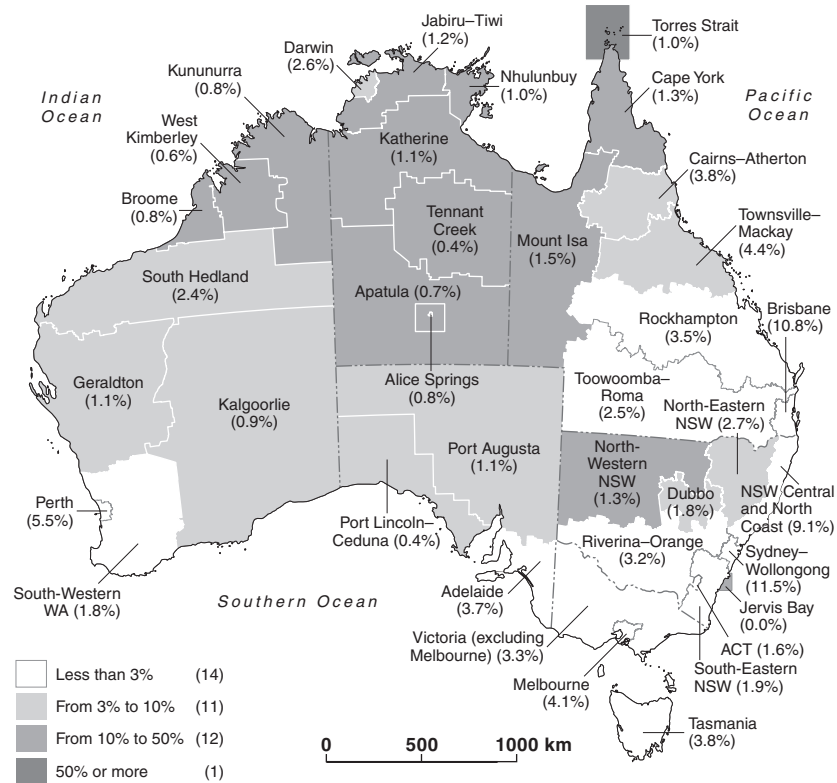 Jabiru–Tiwi
(1.2%)
Torres Strait
(1.0%)
Darwin
(2.6%)
Kununurra
(0.8%)
Nhulunbuy
(1.0%)
Cape York
(1.3%)
Indian
Ocean
Pacific
Ocean
West
Kimberley
(0.6%)
Katherine
(1.1%)
Cairns–Atherton
(3.8%)
Broome
(0.8%)
Tennant
Creek
(0.4%)
Mount Isa
(1.5%)
Townsville–
Mackay
(4.4%)
South Hedland
(2.4%)
Apatula (0.7%)
Rockhampton
(3.5%)
Brisbane
(10.8%)
Geraldton
(1.1%)
Kalgoorlie
(0.9%)
Alice Springs
(0.8%)
Toowoomba–
Roma
(2.5%)
North-Eastern
NSW (2.7%)
Port Augusta
(1.1%)
North-
Western
NSW
(1.3%)
Dubbo
(1.8%)
NSW Central
and North
Coast (9.1%)
Perth
(5.5%)
Port Lincoln–
Ceduna (0.4%)
Riverina–Orange
(3.2%)
Sydney–
Wollongong
(11.5%)
South-Western
WA (1.8%)
Southern Ocean
Adelaide
(3.7%)
Jervis Bay
(0.0%)
Victoria (excluding
Melbourne) (3.3%)
ACT (1.6%)
South-Eastern
NSW (1.9%)
Melbourne
(4.1%)
Tasmania
(3.8%)
Less than 3% (14)
From 3% to 10% (11)
From 10% to 50% (12)
50% or more (1)
0 500 1000 km